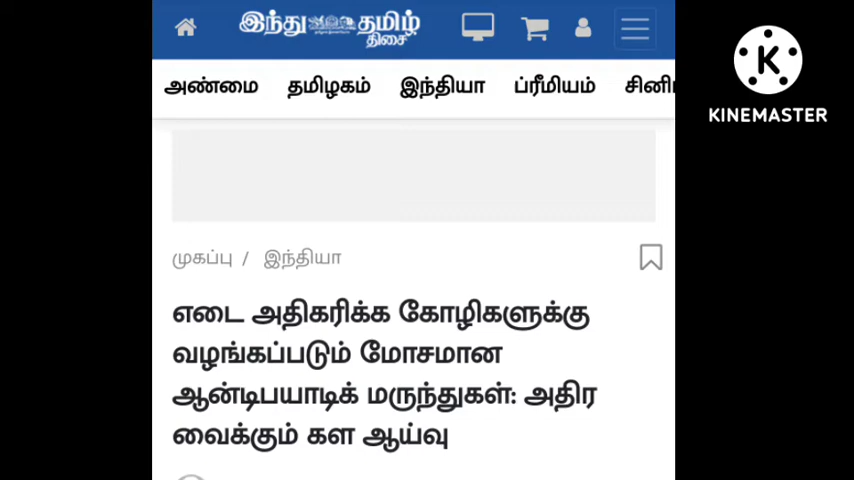 இந்து தமிழ் திசை
KINEMASTER
அண்மை தமிழகம் இந்தியா ப்ரீமியம் சினி
முகப்பு / இந்தியா
எடை அதிகரிக்க கோழிகளுக்கு
வழங்கப்படும் மோசமான
ஆன்டிபயாடிக் மருந்துகள்: அதிர
வைக்கும் கள ஆய்வு